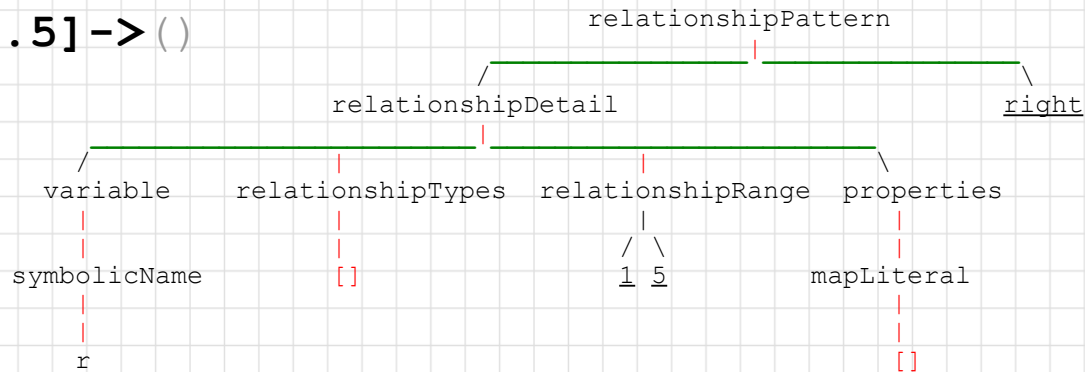 relationshipPattern
.5]->()
relationshipDetail right
variable relationshipTypes relationshipRange properties
symbolicName [] 1 5 mapLiteral
r []